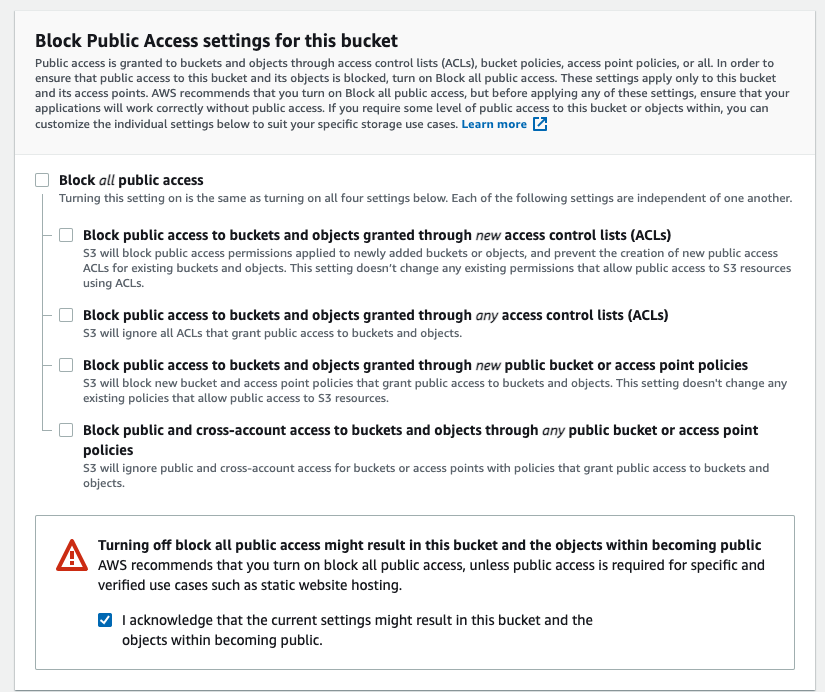 Block Public Access settings for this bucket
Public access is granted to buckets and objects through access control lists (ACLs), bucket policies, access point policies, or all. In order to
ensure that public access to this bucket and its objects is blocked, turn on Block all public access. These settings apply only to this bucket
and its access points. AWS recommends that you turn on Block all public access, but before applying any of these settings, ensure that your
applications will work correctly without public access. If you require some level of public access to this bucket or objects within, you can
customize the individual settings below to suit your specific storage use cases. Learn more
Block all public access
Turning this setting on is the same as turning on all four settings below. Each of the following settings are independent of one another.
Block public access to buckets and objects granted through new access control lists (ACLs)
S3 will block public access permissions applied to newly added buckets or objects, and prevent the creation of new public access
ACLs for existing buckets and objects. This setting doesn't change any existing permissions that allow public access to S3 resources
using ACLs.
Block public access to buckets and objects granted through any access control lists (ACLs)
S3 will ignore all ACLs that grant public access to buckets and objects.
Block public access to buckets and objects granted through new public bucket or access point policies
S3 will block new bucket and access point policies that grant public access to buckets and objects. This setting doesn't change any
existing policies that allow public access to S3 resources.
Block public and cross-account access to buckets and objects through any public bucket or access point
policies
S3 will ignore public and cross-account access for buckets or access points with policies that grant public access to buckets and
objects.
Turning off block all public access might result in this bucket and the objects within becoming public
AWS recommends that you turn on block all public access, unless public access is required for specific and
verified use cases such as static website hosting.
I acknowledge that the current settings might result in this bucket and the
objects within becoming public.